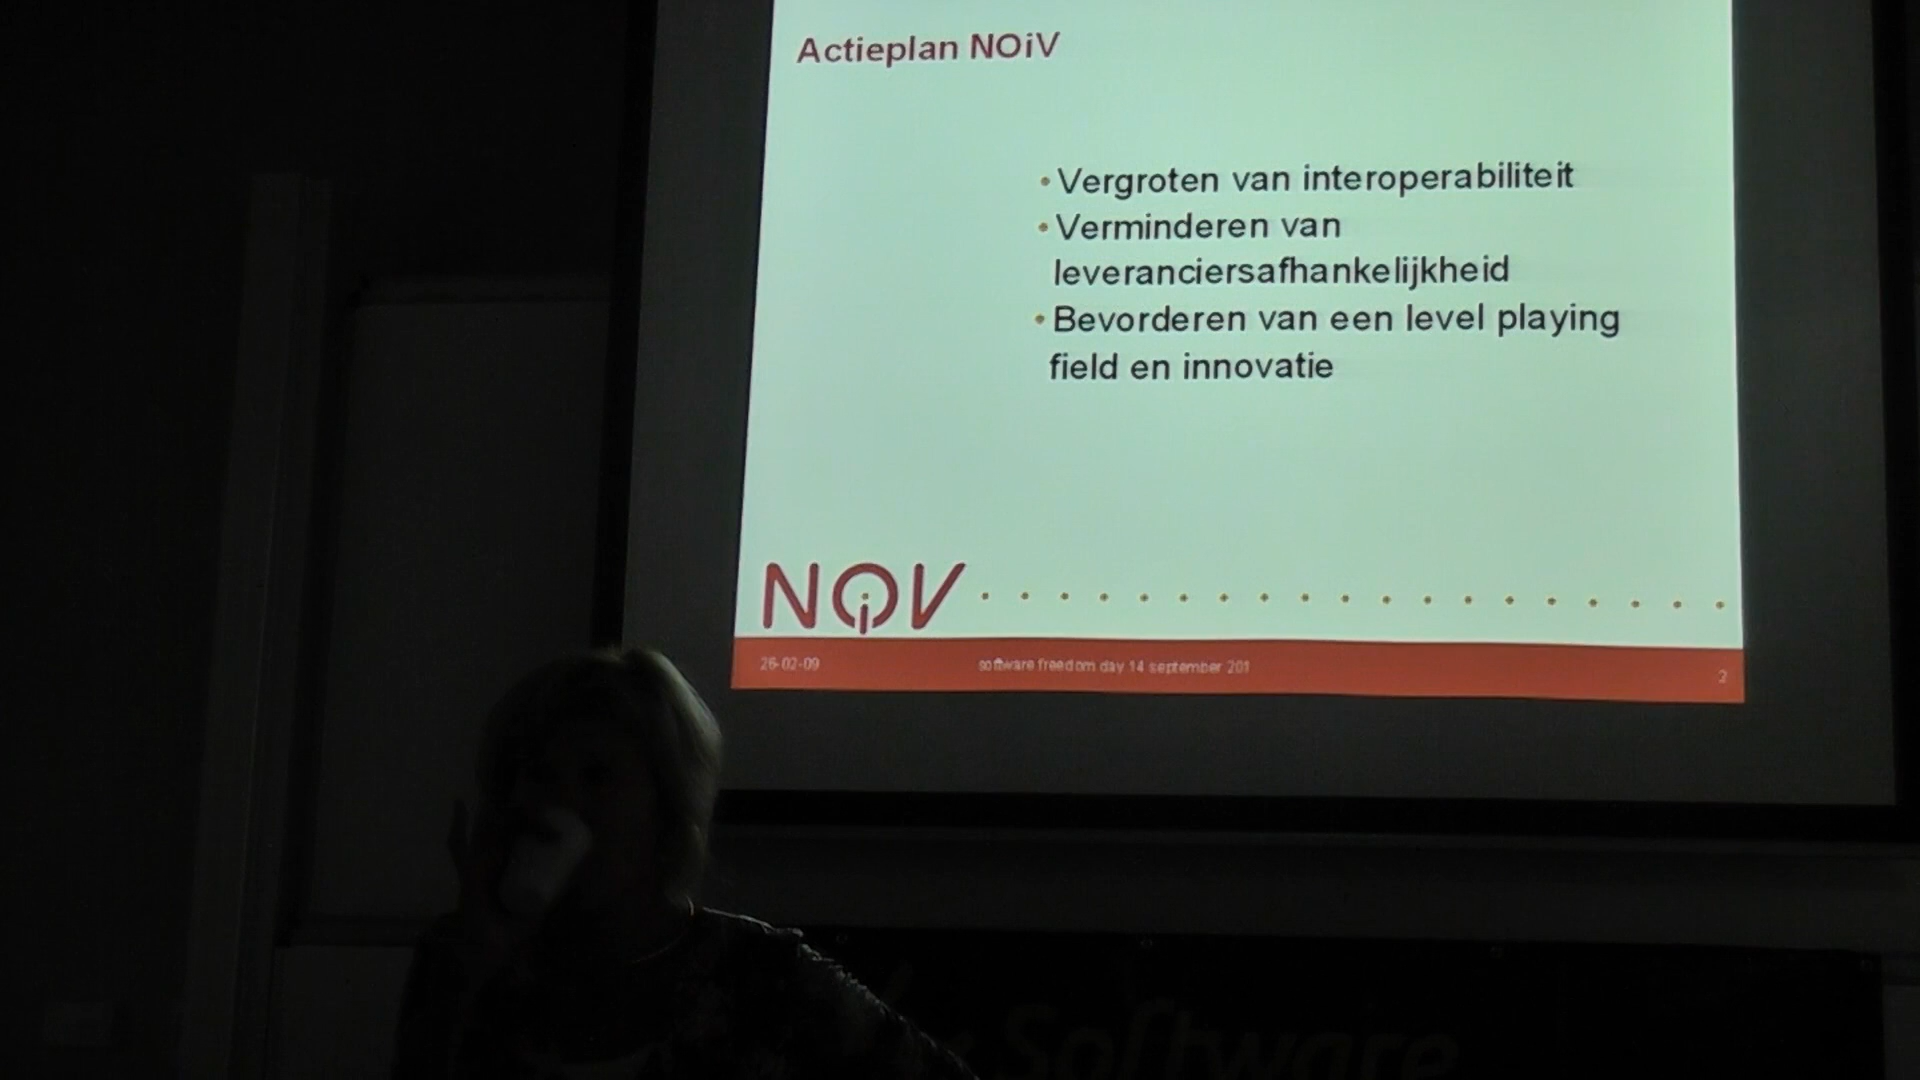 Actieplan NOiV
• Vergroten van interoperabiliteit
• Verminderen van
leveranciersafhankelijkheid
• Bevorderen van een level playing
field en innovatie
NOiV
26-02-09 software freedom day 14 september 201 2
Software